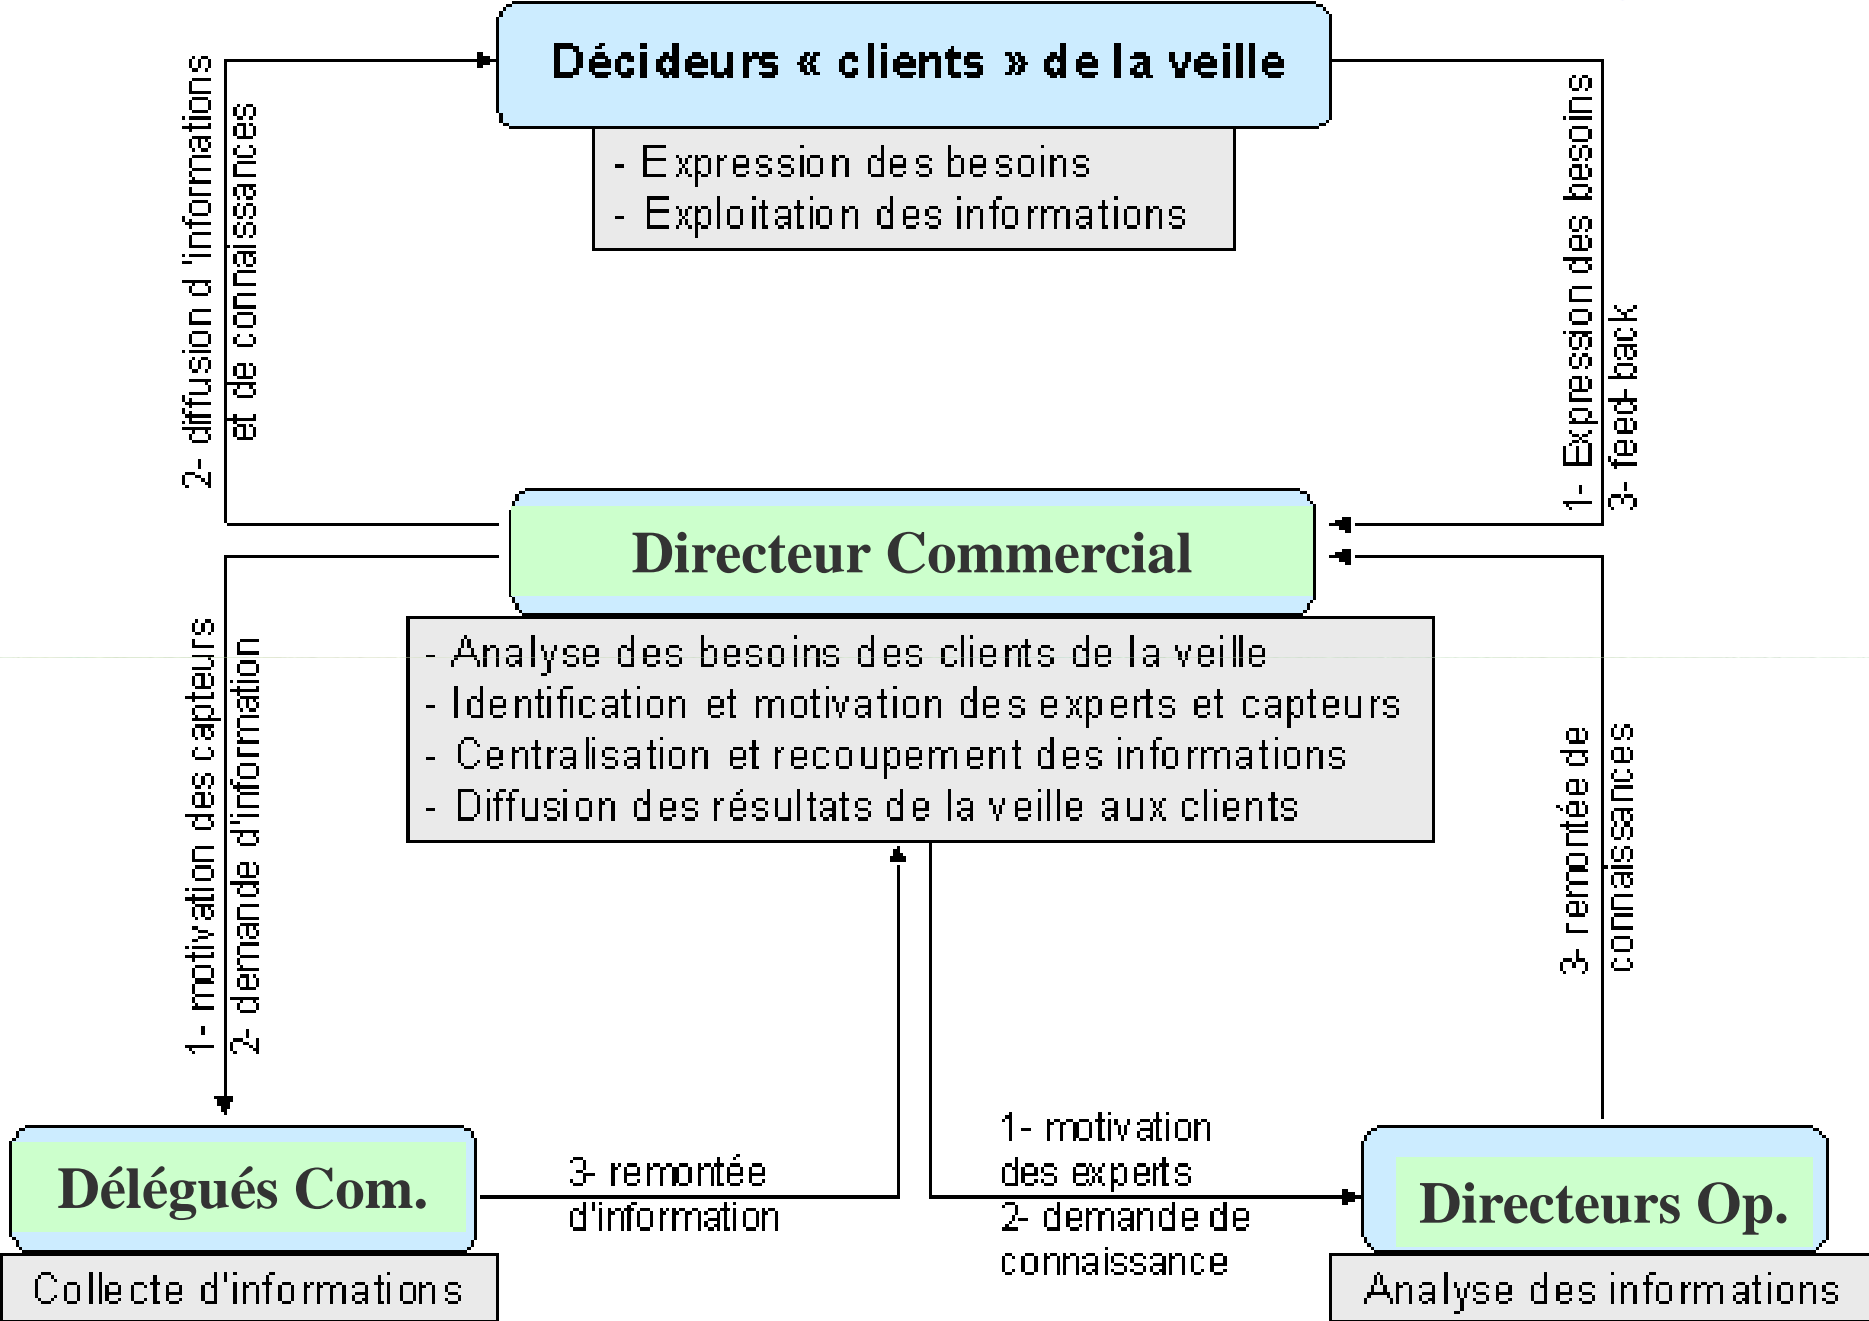 Décideurs « clients » de la veille
- Expression des besoins
- Exploitation des informations
2- diffusion d 'informations
et de connaissances
1- Expression des besoins
3- feed-back
Directeur Commercial
- Analyse des besoins des clients de la veille
- Identification et motivation des experts et capteurs
- Centralisation et recoupement des informations
- Diffusion des résultats de la veille aux clients
1- motivation des capteurs
2- demande d'information
3- remontée de
connaissances
Délégués Com.
Collecte d'informations
3- remontée
d'information
1- motivation
des experts
2- demande de
connaissance
Directeurs Op.
Analyse des informations